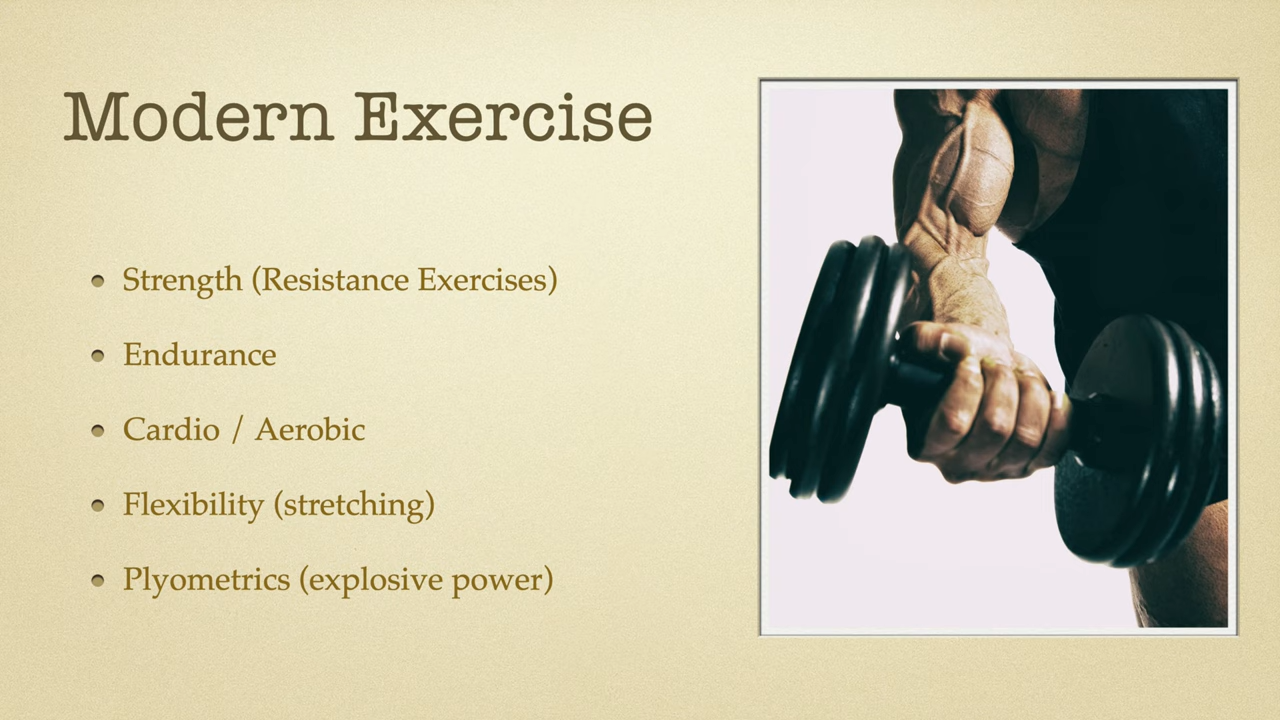 Modern Exercise
Strength (Resistance Exercises)
Endurance
Cardio / Aerobic
Flexibility (stretching)
Plyometrics (explosive power)